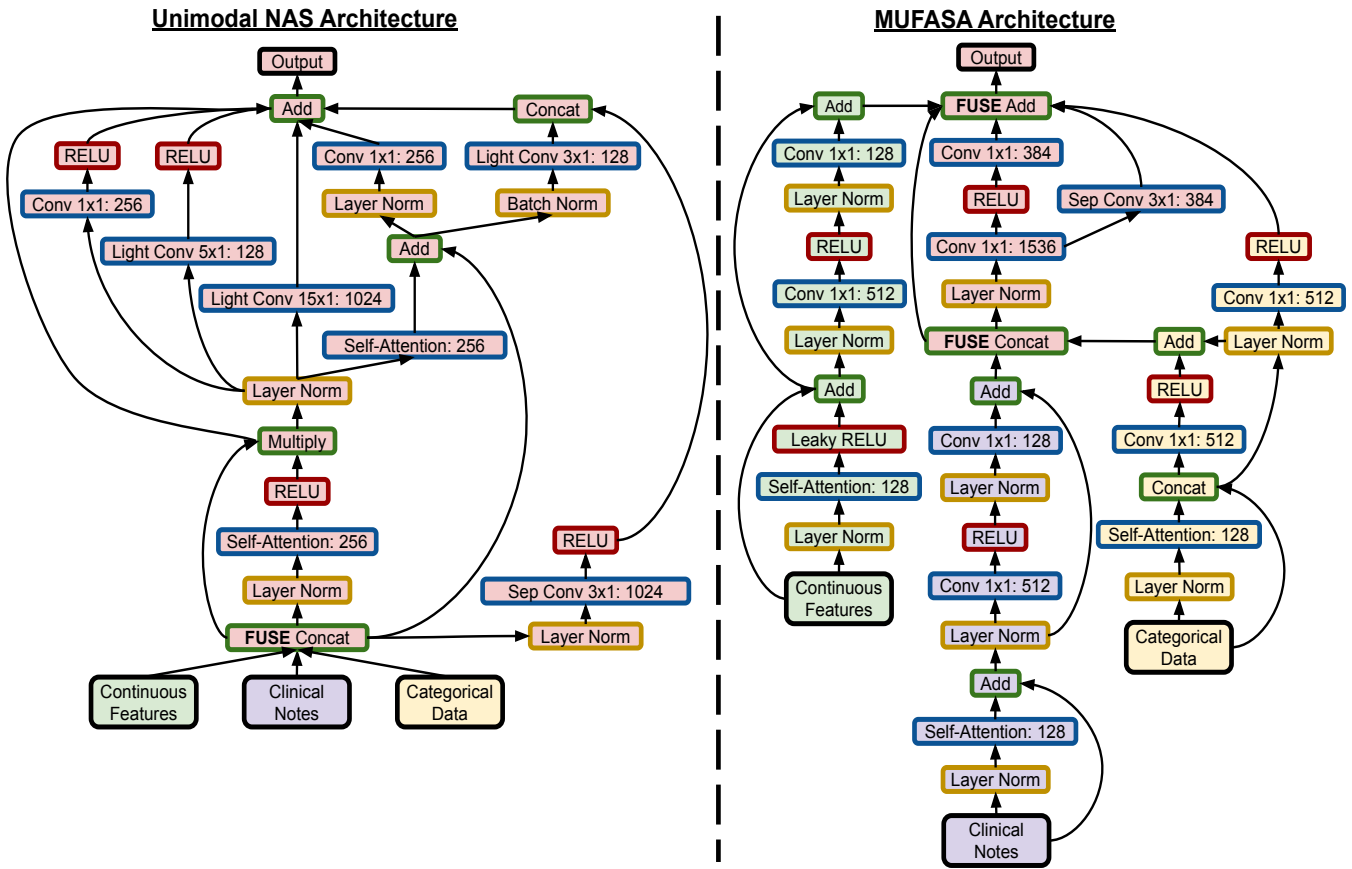 Unimodal NAS Architecture
Output
Add
Concat
RELU
RELU
Conv 1x1: 256
Light Conv 3x1: 128
Conv 1x1: 256
Layer Norm
Batch Norm
Light Conv 5x1: 128
Add
Light Conv 15x1: 1024
Self-Attention: 256
Layer Norm
Multiply
RELU
Self-Attention: 256
RELU
Layer Norm
Sep Conv 3x1: 1024
FUSE Concat
Layer Norm
Continuous
Features
Clinical
Notes
Categorical
Data
MUFASA Architecture
Output
Add
FUSE Add
Conv 1x1: 128
Conv 1x1: 384
Layer Norm
RELU
Sep Conv 3x1: 384
RELU
Conv 1x1: 1536
RELU
Conv 1x1: 512
Layer Norm
Conv 1x1: 512
Layer Norm
FUSE Concat
Add
Layer Norm
Add
Add
RELU
Leaky RELU
Conv 1x1: 128
Conv 1x1: 512
Self-Attention: 128
Layer Norm
Concat
Layer Norm
RELU
Self-Attention: 128
Continuous
Features
Conv 1x1: 512
Layer Norm
Layer Norm
Categorical
Data
Add
Self-Attention: 128
Layer Norm
Clinical
Notes